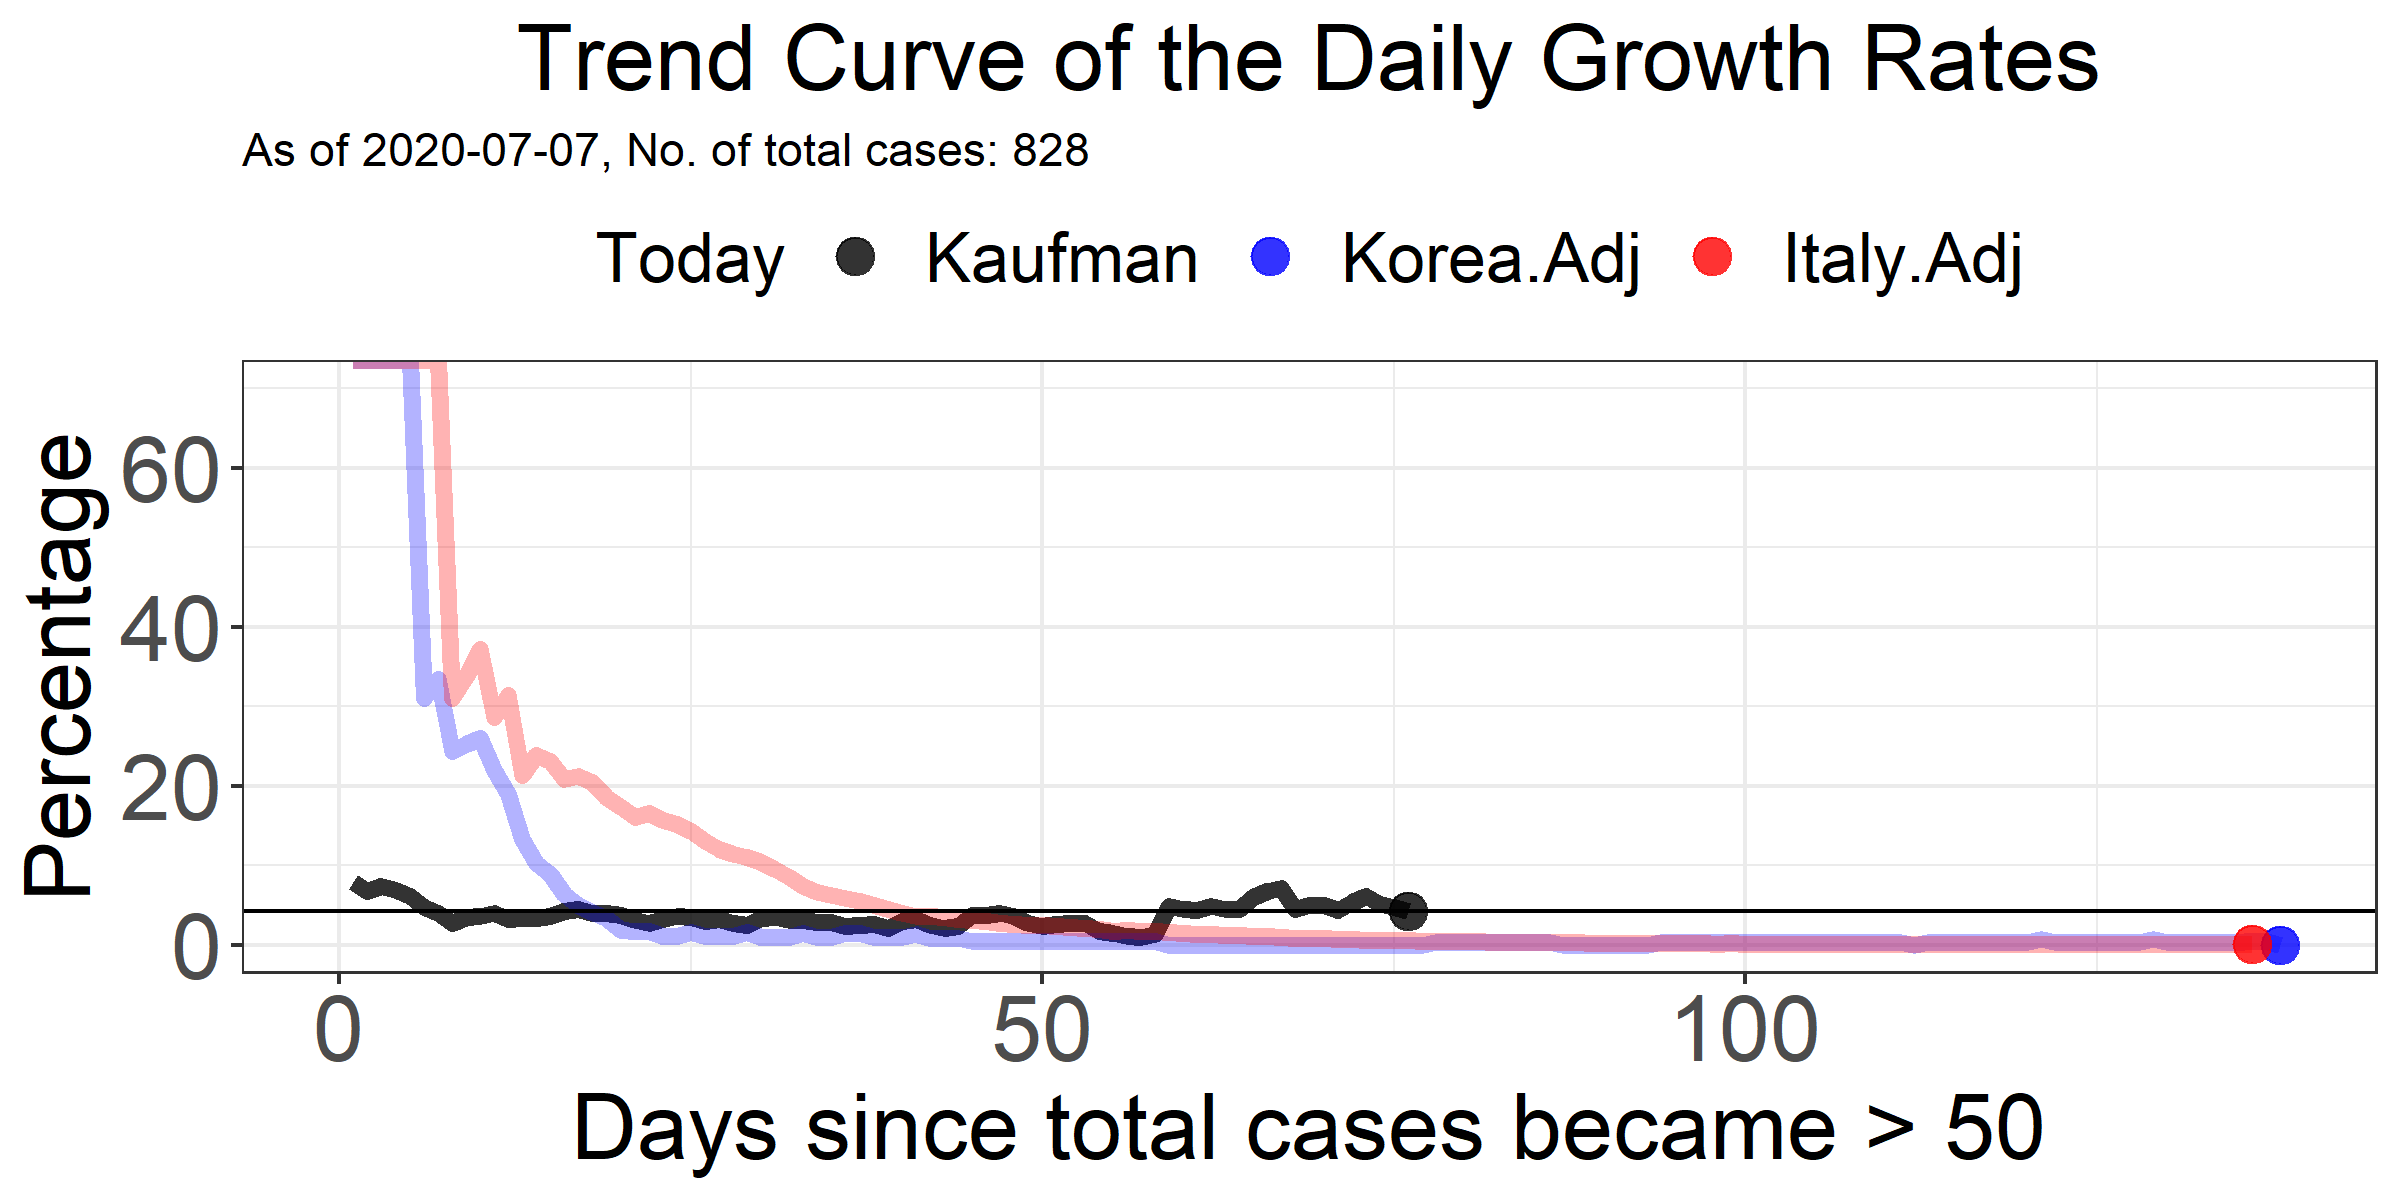 Trend Curve of the Daily Growth Rates
As of 2020-07-07, No. of total cases: 828
Today Kaufman Korea.Adj Italy.Adj
Percentage
60
40
20
0
0 50 100
Days since total cases became > 50